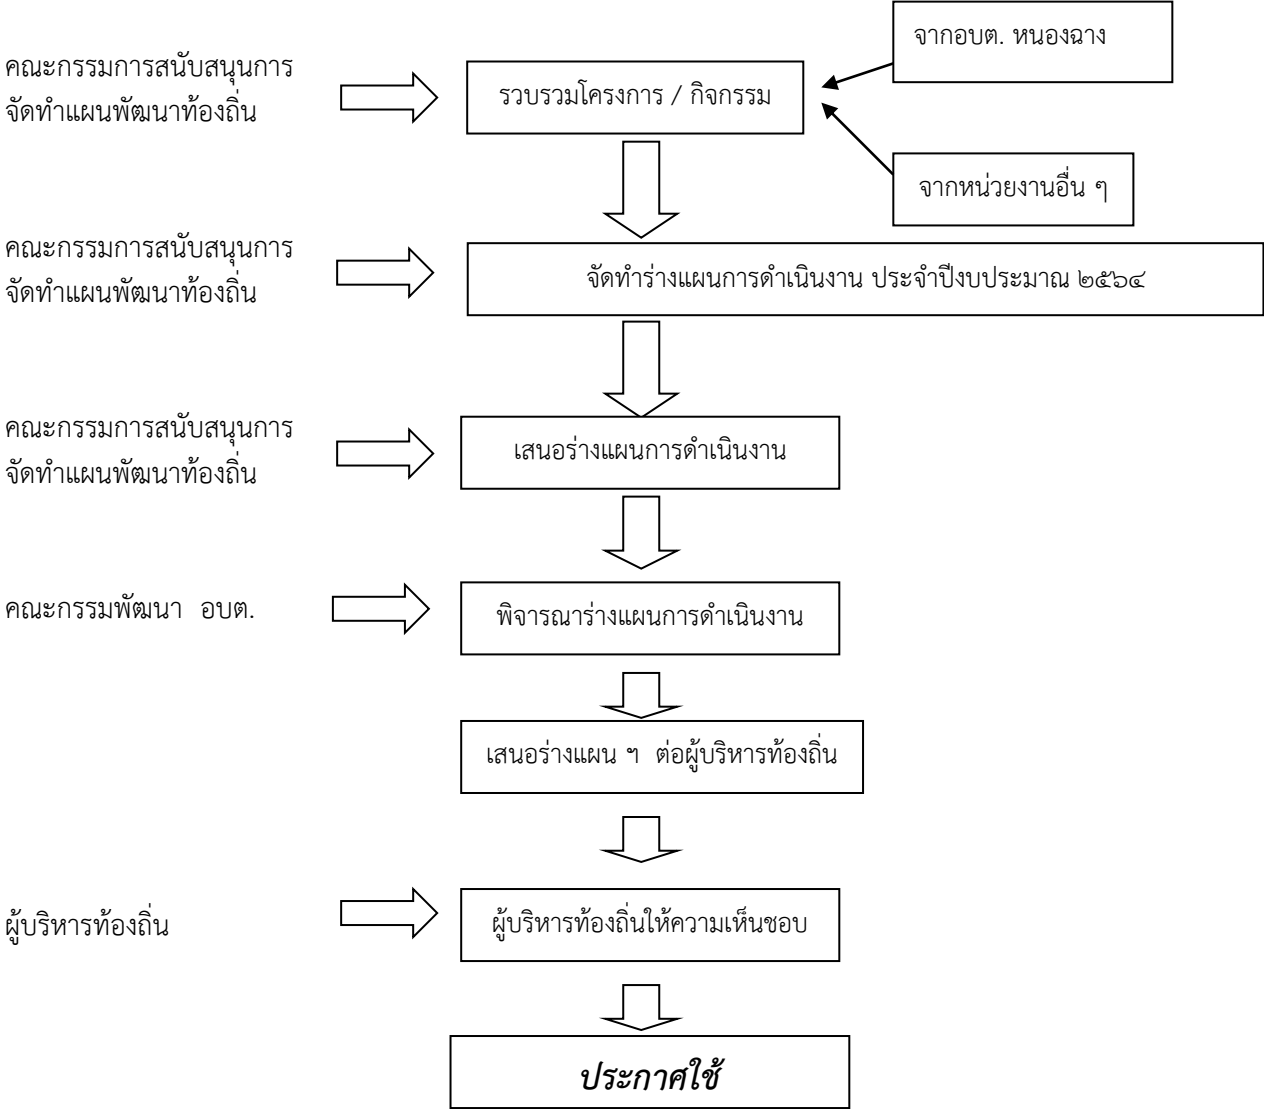 จากอบต. หนองฉาง
คณะกรรมการสนับสนุนการ
จัดทำแผนพัฒนาท้องถิ่น
รวบรวมโครงการ / กิจกรรม
จากหน่วยงานอื่น ๆ
คณะกรรมการสนับสนุนการ
จัดทำแผนพัฒนาท้องถิ่น
จัดทำร่างแผนการดำเนินงาน ประจำปีงบประมาณ ๒๕๖๔
คณะกรรมการสนับสนุนการ
จัดทำแผนพัฒนาท้องถิ่น
เสนอร่างแผนการดำเนินงาน
คณะกรรมพัฒนา อบต.
พิจารณาร่างแผนการดำเนินงาน
เสนอร่างแผน ฯ ต่อผู้บริหารท้องถิ่น
ผู้บริหารท้องถิ่น
ผู้บริหารท้องถิ่นให้ความเห็นชอบ
ประกาศใช้